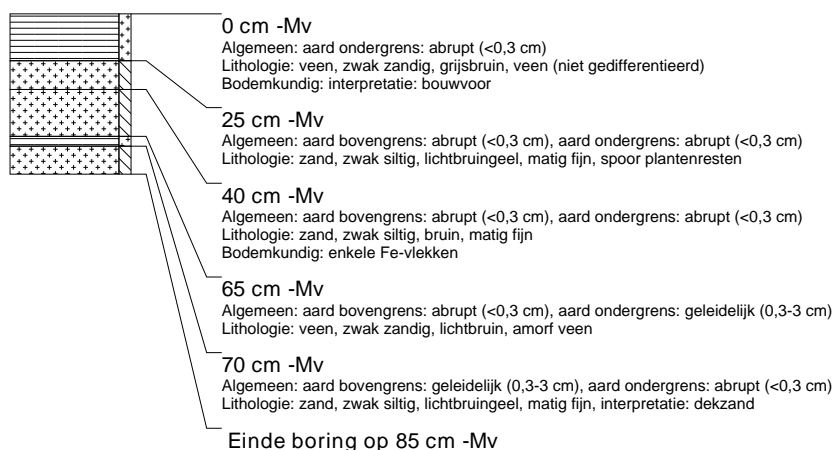 0 cm -Mv
Algemeen: aard ondergrens: abrupt (<0,3 cm)
Lithologie: veen, zwak zandig, grijsbruin, veen (niet gedifferentieerd)
Bodemkundig: interpretatie: bouwvoor
25 cm -Mv
Algemeen: aard bovengrens: abrupt (<0,3 cm), aard ondergrens: abrupt (<0,3 cm)
Lithologie: zand, zwak siltig, lichtbruingeel, matig fijn, spoor plantenresten
40 cm -Mv
Algemeen: aard bovengrens: abrupt (<0,3 cm), aard ondergrens: abrupt (<0,3 cm)
Lithologie: zand, zwak siltig, bruin, matig fijn
Bodemkundig: enkele Fe-vlekken
65 cm -Mv
Algemeen: aard bovengrens: abrupt (<0,3 cm), aard ondergrens: geleidelijk (0,3-3 cm)
Lithologie: veen, zwak zandig, lichtbruin, amorf veen
70 cm -Mv
Algemeen: aard bovengrens: geleidelijk (0,3-3 cm), aard ondergrens: abrupt (<0,3 cm)
Lithologie: zand, zwak siltig, lichtbruingeel, matig fijn, interpretatie: dekzand
Einde boring op 85 cm -Mv